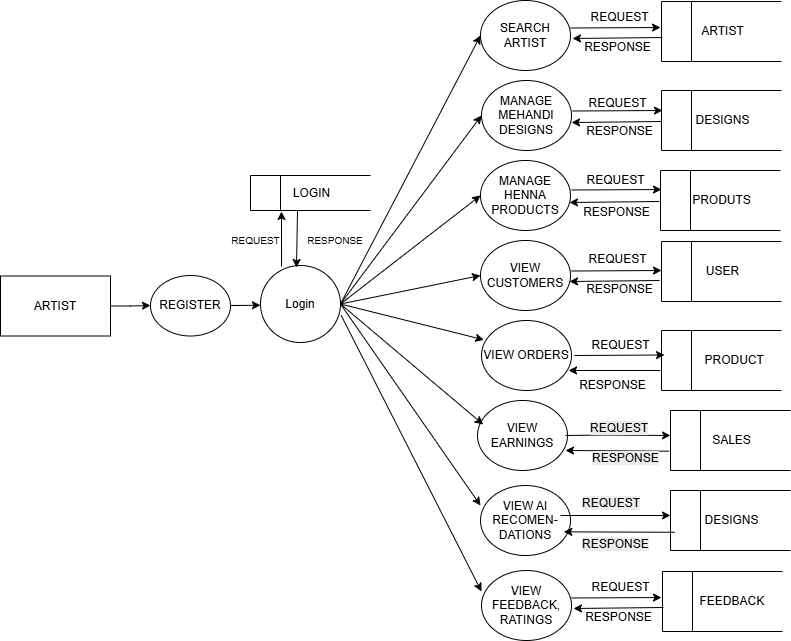 SEARCH
ARTIST
REQUEST
RESPONSE
ARTIST
MANAGE
MEHANDI
DESIGNS
REQUEST
RESPONSE
DESIGNS
MANAGE
HENNA
PRODUCTS
REQUEST
RESPONSE
PRODUTS
LOGIN
REQUEST
RESPONSE
VIEW
CUSTOMERS
REQUEST
RESPONSE
USER
ARTIST
REGISTER
Login
VIEW ORDERS
REQUEST
RESPONSE
PRODUCT
VIEW
EARNINGS
REQUEST
RESPONSE
SALES
VIEW AI
RECOMEN-
DATIONS
REQUEST
RESPONSE
DESIGNS
VIEW
FEEDBACK,
RATINGS
REQUEST
RESPONSE
FEEDBACK